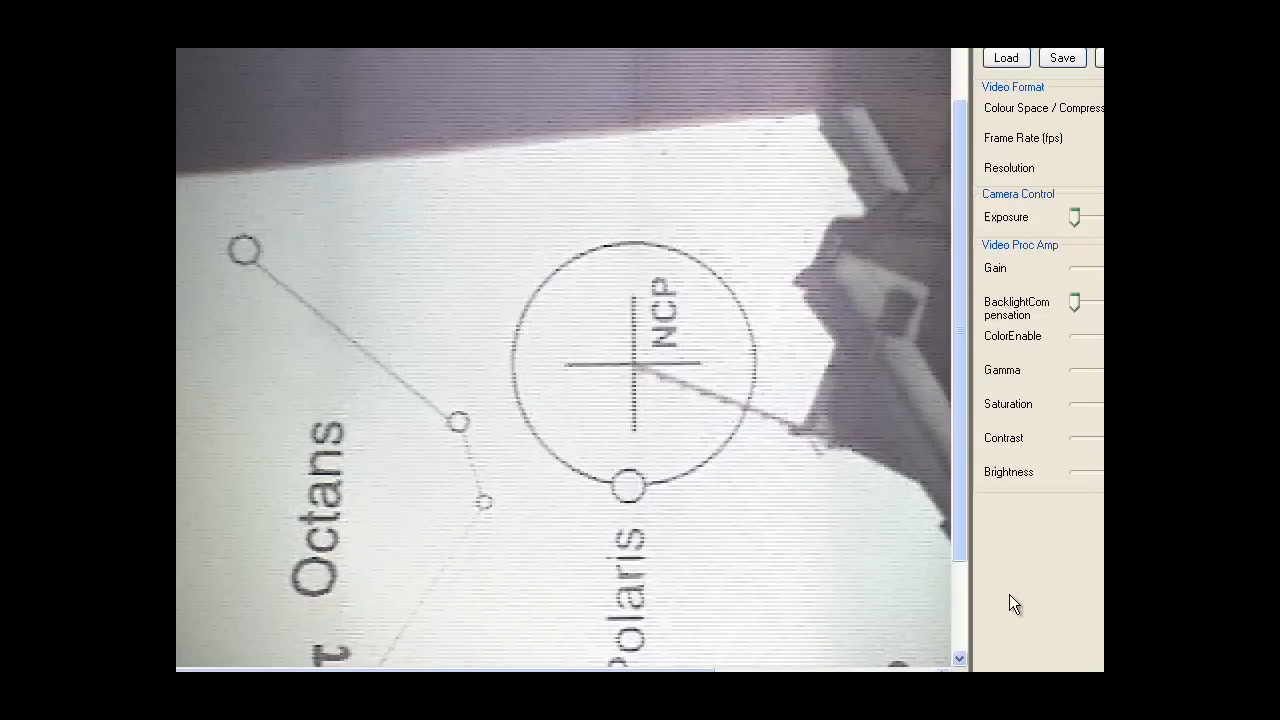 Octans
τ
NCP
Polaris
Load Save
Video Format
Colour Space / Compress
Frame Rate (fps)
Resolution
Camera Control
Exposure
Video Proc Amp
Gain
BacklightCom
pensation
ColorEnable
Gamma
Saturation
Contrast
Brightness